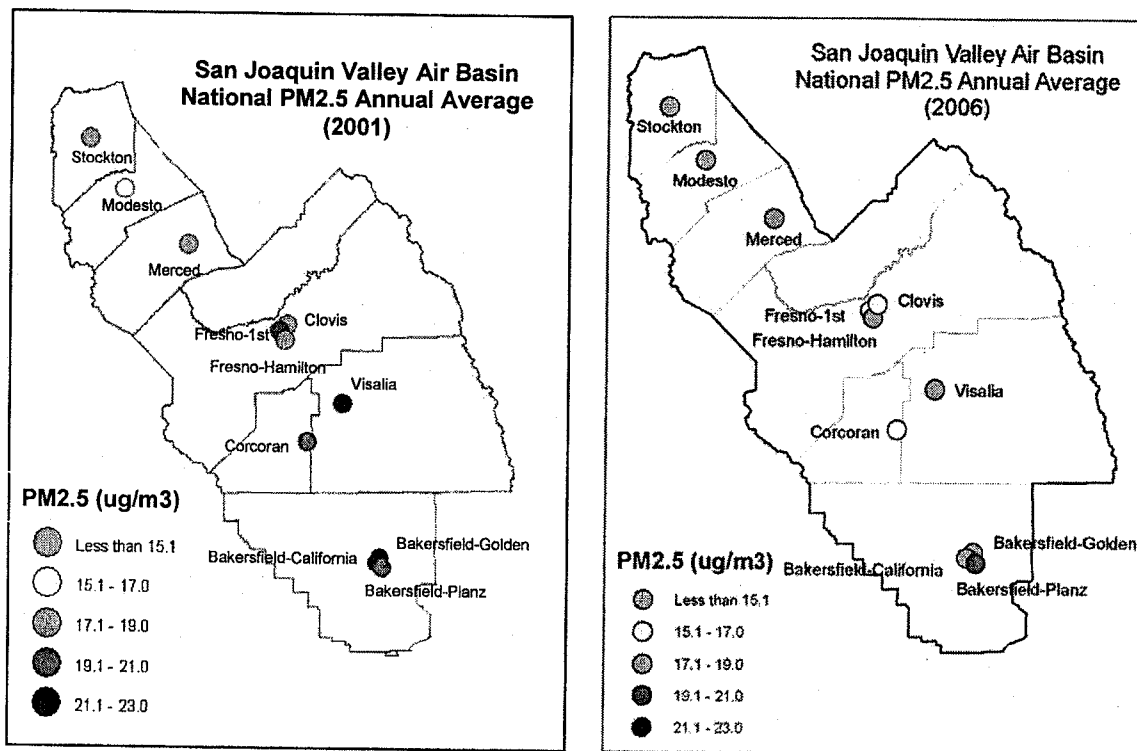 San Joaquin Valley Air Basin
National PM2.5 Annual Average
(2001)
Stockton
Modesto
Merced
Clovis
Fresno-1st
Fresno-Hamilton
Visalia
Corcoran
PM2.5 (ug/m3)
Less than 15.1
15.1 - 17.0
17.1 - 19.0
19.1 - 21.0
21.1 - 23.0
Bakersfield-California
Bakersfield-Golden
Bakersfield-Planz
San Joaquin Valley Air Basin
National PM2.5 Annual Average
(2006)
Stockton
Modesto
Merced
Clovis
Fresno-1st
Fresno-Hamilton
Visalia
Corcoran
Bakersfield-Golden
PM2.5 (ug/m3)
Bakersfield-California
Bakersfield-Planz
Less than 15.1
15.1 - 17.0
17.1 - 19.0
19.1 - 21.0
21.1 - 23.0